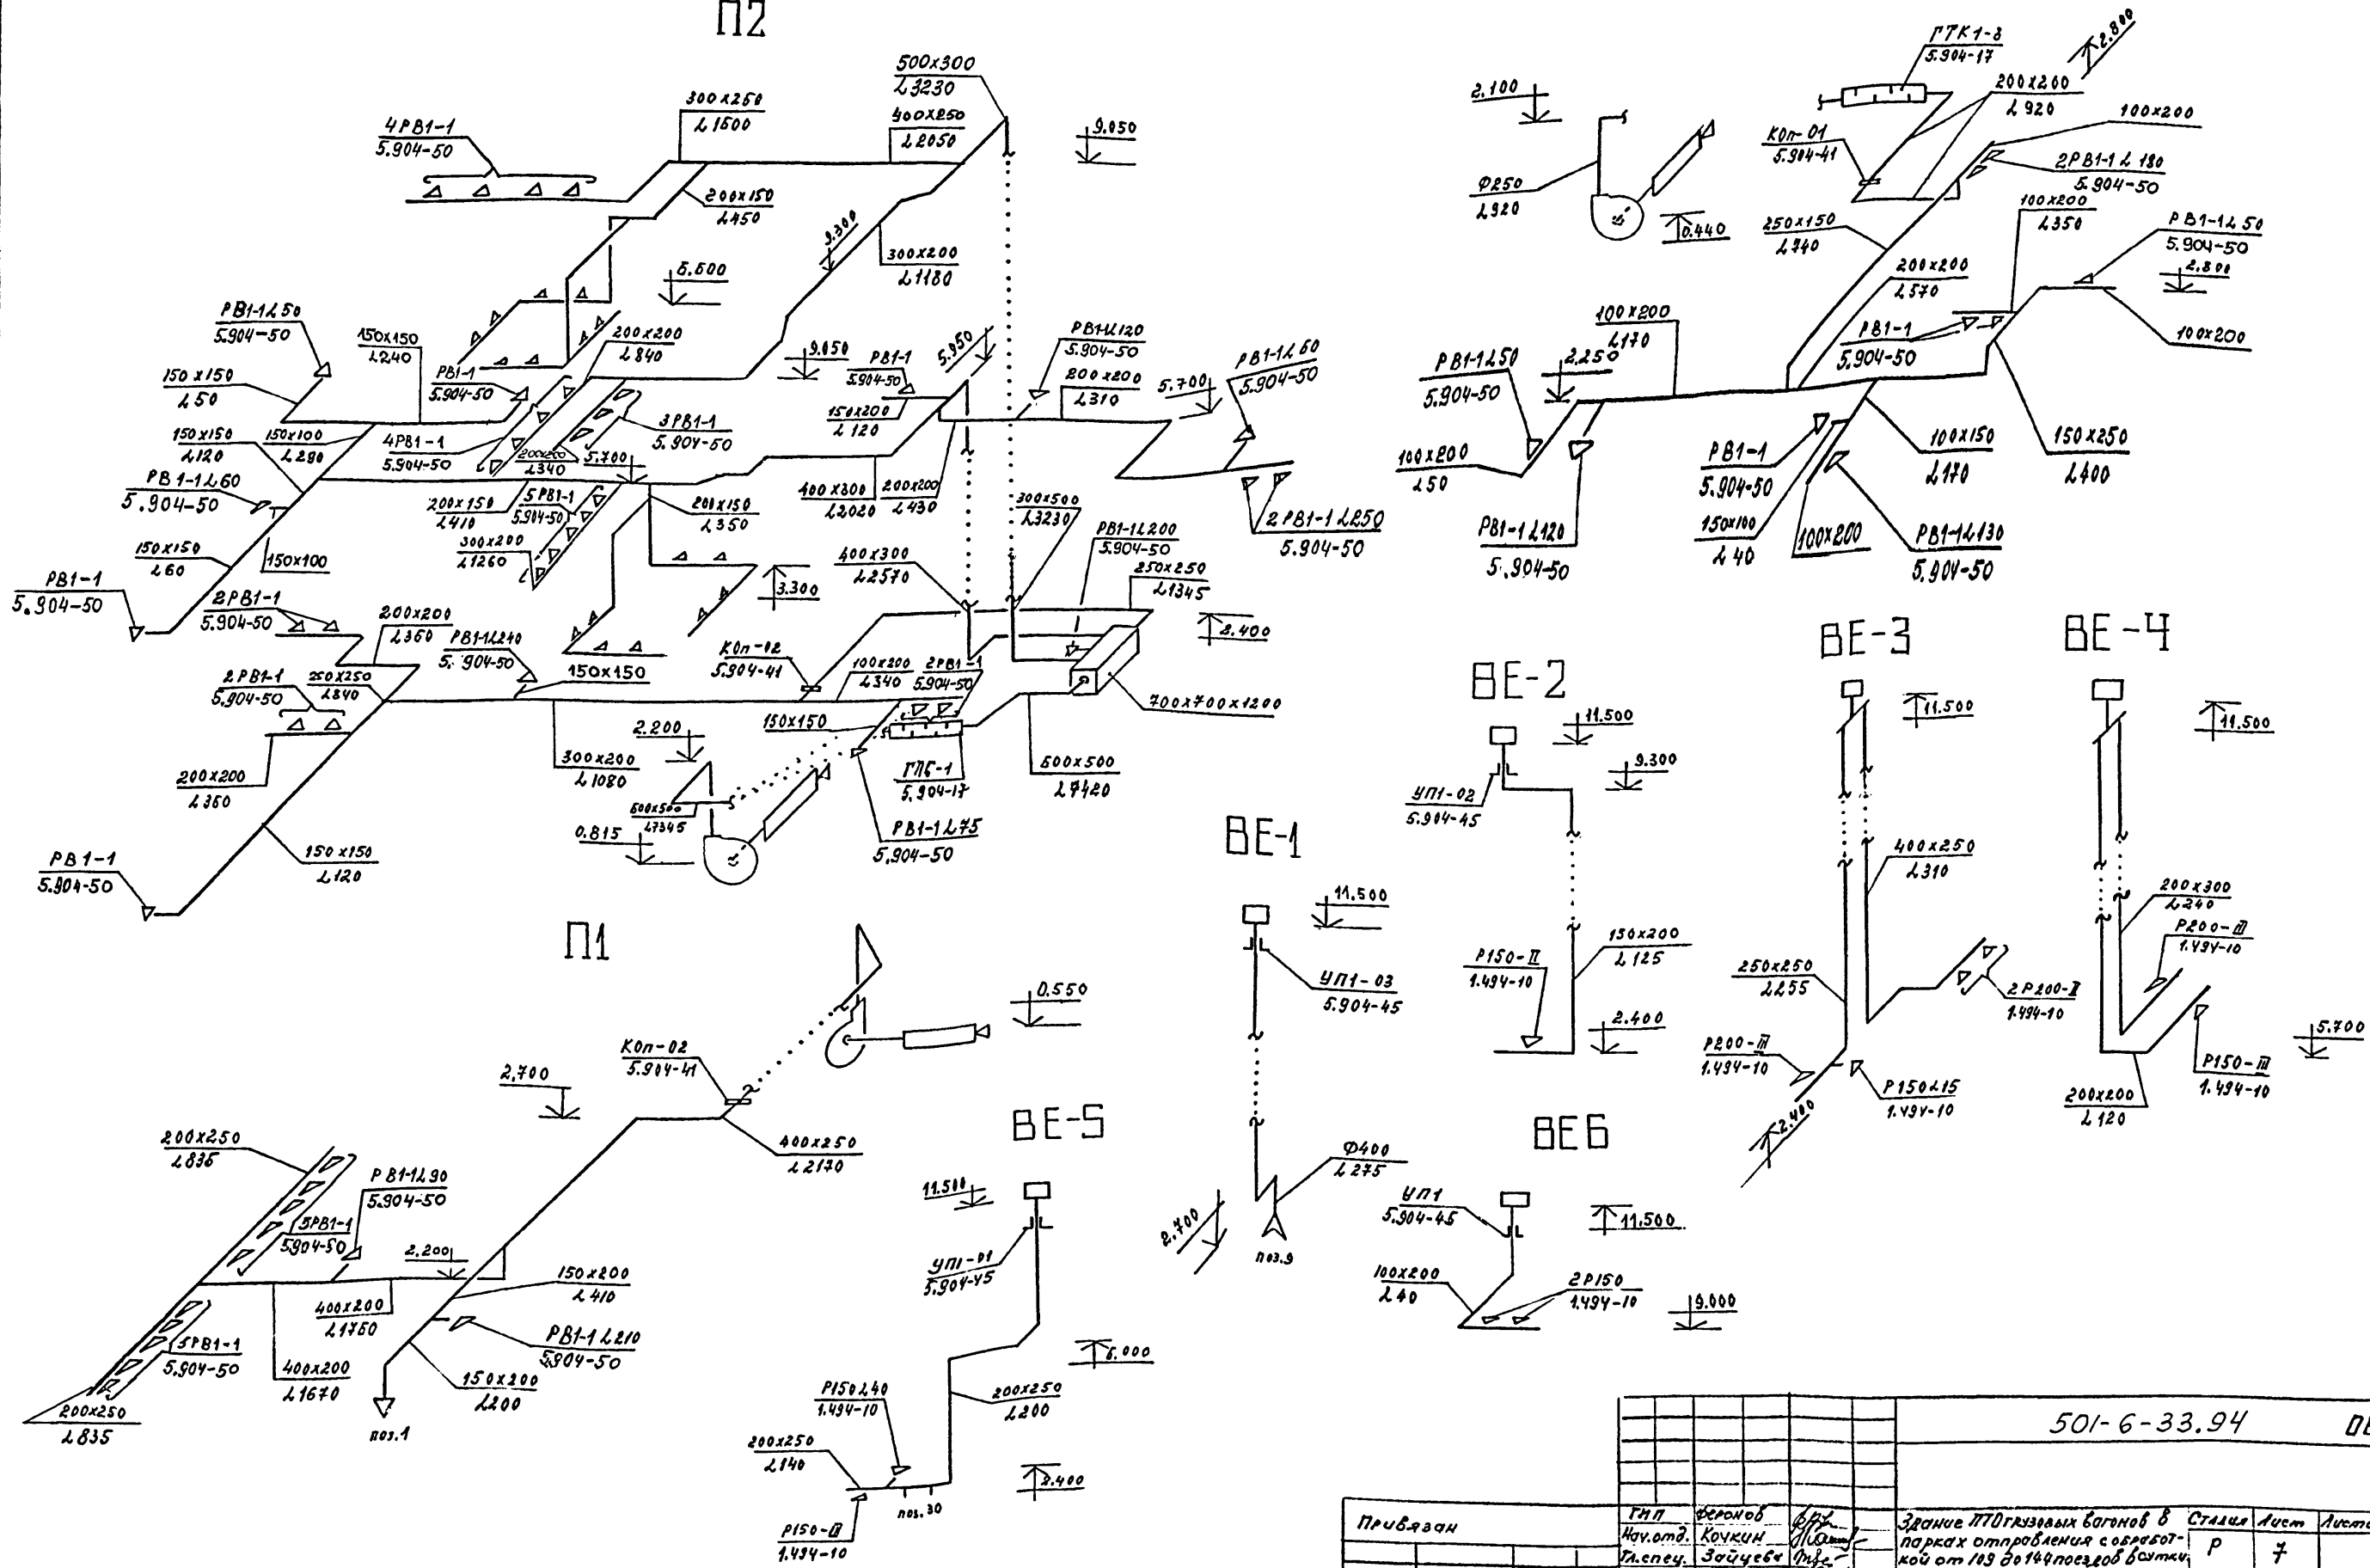 П2
500х300
L3230
300х250
L1600
400х250
L2050
9.050
4РВ1-1
5.904-50
200х150
L450
9.300
300х200
L1180
6.600
РВ1-1L50
5.904-50
150х150
L240
200х200
L840
9.050
РВ1-1
5.904-50
5.950
РВ1-1L120
5.904-50
РВ1-1L60
5.904-50
150х150
L50
РВ1-1
5.904-50
150х200
L120
200х200
L310
5.700
150х150
L120
150х100
L290
4РВ1-1
5.904-50
3РВ1-1
5.904-50
200х200
L340
5.700
РВ1-1L60
5.904-50
200х150
L410
5РВ1-1
5.904-50
200х150
L350
400х300
L2020
200х200
L430
300х500
L3230
РВ1-1L200
5.904-50
2РВ1-1L250
5.904-50
150х150
L60
150х100
300х200
L1260
400х300
L2570
250х250
L1345
РВ1-1
5.904-50
2РВ1-1
5.904-50
200х200
L360
РВ1-1L240
5.904-50
3.300
КОп-02
5.904-41
2.400
2РВ1-1
5.904-50
250х250
L840
150х150
100х200
L340
2РВ1-1
5.904-50
700х700х1200
200х200
L360
300х200
L1080
2.200
150х150
ГПБ-1
5.904-17
600х500
L7420
600х500
L7345
0.815
РВ1-1L75
5.904-50
РВ1-1
5.904-50
150х150
L120
ГТК1-3
5.904-17
2.800
2.100
200х200
L920
100х200
КОп-01
5.904-41
2РВ1-1L180
5.904-50
Ф250
L920
0.440
250х150
L740
100х200
L350
РВ1-1L50
5.904-50
200х200
L570
2.800
100х200
L170
РВ1-1
5.904-50
100х200
РВ1-1L50
5.904-50
2.250
100х200
L50
РВ1-1
5.904-50
100х150
L170
150х250
L400
РВ1-1L120
5.904-50
150х100
L40
100х200
РВ1-1L130
5.904-50
П1
0.550
КОп-02
5.904-41
2.700
400х250
L2170
200х250
L835
РВ1-1L90
5.904-50
5РВ1-1
5.904-50
2.200
150х200
L410
400х200
L1760
РВ1-1L210
5.904-50
5РВ1-1
5.904-50
400х200
L1670
150х200
L200
200х250
L835
поз.1
ВЕ-1
11.500
УП1-03
5.904-45
Ф400
L275
2.700
поз.9
ВЕ-2
11.500
УП1-02
5.904-45
9.300
Р150-II
1.494-10
150х200
L125
2.400
ВЕ-3
11.500
400х250
L310
250х250
L255
2Р200-II
1.494-10
Р200-III
1.494-10
Р150L15
1.494-10
2.400
ВЕ-4
11.500
200х300
L240
Р200-III
1.494-10
5.700
Р150-III
1.494-10
200х200
L120
ВЕ-5
11.500
УП1-01
5.904-45
6.000
200х250
L200
Р150L40
1.494-10
200х250
L140
2.400
поз.30
Р150-II
1.494-10
ВЕ6
УП1
5.904-45
11.500
100х200
L40
2Р150
1.494-10
9.000
501-6-33.94
Привязан
ГИП Феронов
Нач.отд. Кочкин
Гл.спец. Зайцева
Здание ПТО грузовых вагонов в
парках отправления с обработ-
кой от 109 до 144 поездов в сутки
Стадия Лист
Р 7